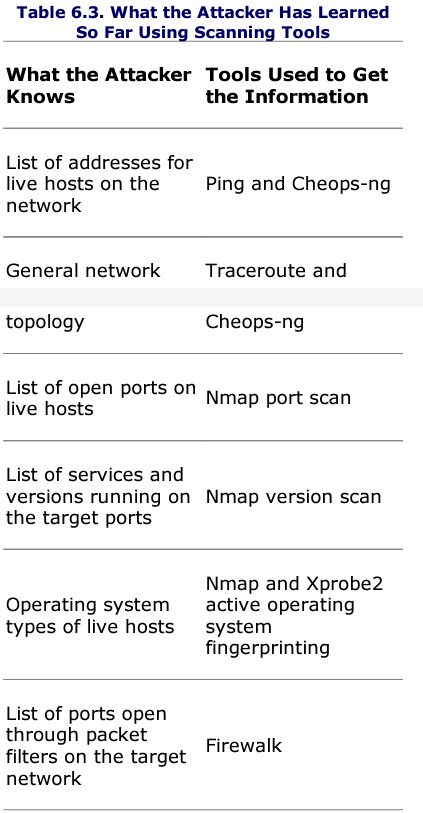 Table 6.3. What the Attacker Has Learned
So Far Using Scanning Tools
What the Attacker
Knows
Tools Used to Get
the Information
List of addresses for
live hosts on the
network
Ping and Cheops-ng
General network
Traceroute and
topology
Cheops-ng
List of open ports on
live hosts
Nmap port scan
List of services and
versions running on
the target ports
Nmap version scan
Operating system
types of live hosts
Nmap and Xprobe2
active operating
system
fingerprinting
List of ports open
through packet
filters on the target
network
Firewalk